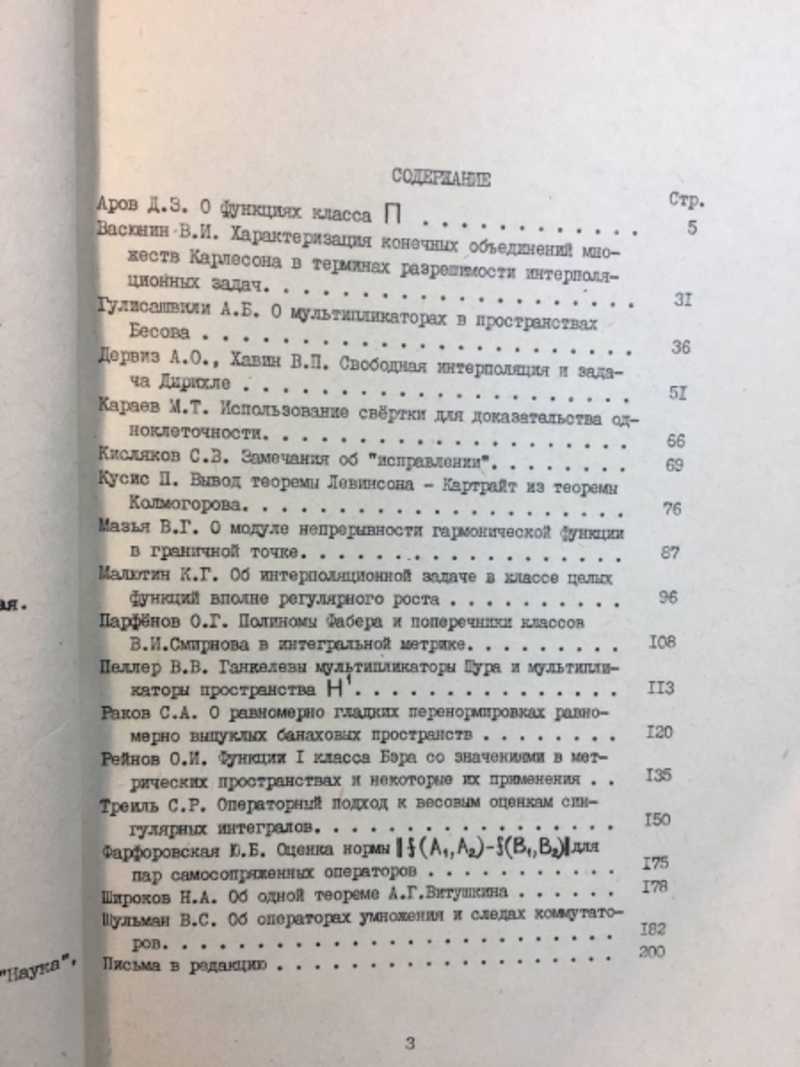 СОДЕРЖАНИЕ
Стр.
Аров Д.З. О функциях класса П . . . . . . . . . . . . 5
Васюнин В.И. Характеризация конечных объединений мно-
жеств Карлесона в терминах разрешимости интерполя-
ционных задач. . . . . . . . . . . . . . . . . . . . 31
Гулисашвили А.Б. О мультипликаторах в пространствах
Бесова . . . . . . . . . . . . . . . . . . . . . . . 36
Дервиз А.О., Хавин В.П. Свободная интерполяция и зада-
ча Дирихле . . . . . . . . . . . . . . . . . . . . . 51
Караев М.Т. Использование свёртки для доказательства од-
ноклеточности. . . . . . . . . . . . . . . . . . . . 66
Кисляков С.В. Замечания об "исправлении". . . . . . . . 69
Кусис П. Вывод теоремы Левинсона – Картрайт из теоремы
Колмогорова. . . . . . . . . . . . . . . . . . . . . 76
Мазья В.Г. О модуле непрерывности гармонической функции
в граничной точке. . . . . . . . . . . . . . . . . . 87
Малютин К.Г. Об интерполяционной задаче в классе целых
функций вполне регулярного роста . . . . . . . . . . 96
Парфёнов О.Г. Полиномы Фабера и поперечники классов
В.И.Смирнова в интегральной метрике. . . . . . . . . 108
Пеллер В.В. Ганкелевы мультипликаторы Шура и мультипли-
каторы пространства H¹. . . . . . . . . . . . . . . . 113
Раков С.А. О равномерно гладких перенормировках равно-
мерно выпуклых банаховых пространств . . . . . . . . 120
Рейнов О.И. Функции I класса Бэра со значениями в мет-
рических пространствах и некоторые их применения . . 135
Треиль С.Р. Операторный подход к весовым оценкам син-
гулярных интегралов. . . . . . . . . . . . . . . . . 150
Фарфоровская Ю.Б. Оценка нормы ‖f(A₁,A₂)-f(B₁,B₂)‖ для
пар самосопряженных операторов . . . . . . . . . . . 175
Широков Н.А. Об одной теореме А.Г.Витушкина . . . . . . 178
Шульман В.С. Об операторах умножения и следах коммутато-
ров. . . . . . . . . . . . . . . . . . . . . . . . . 182
Письма в редакцию . . . . . . . . . . . . . . . . . . . 200
3
ая.
"Наука",